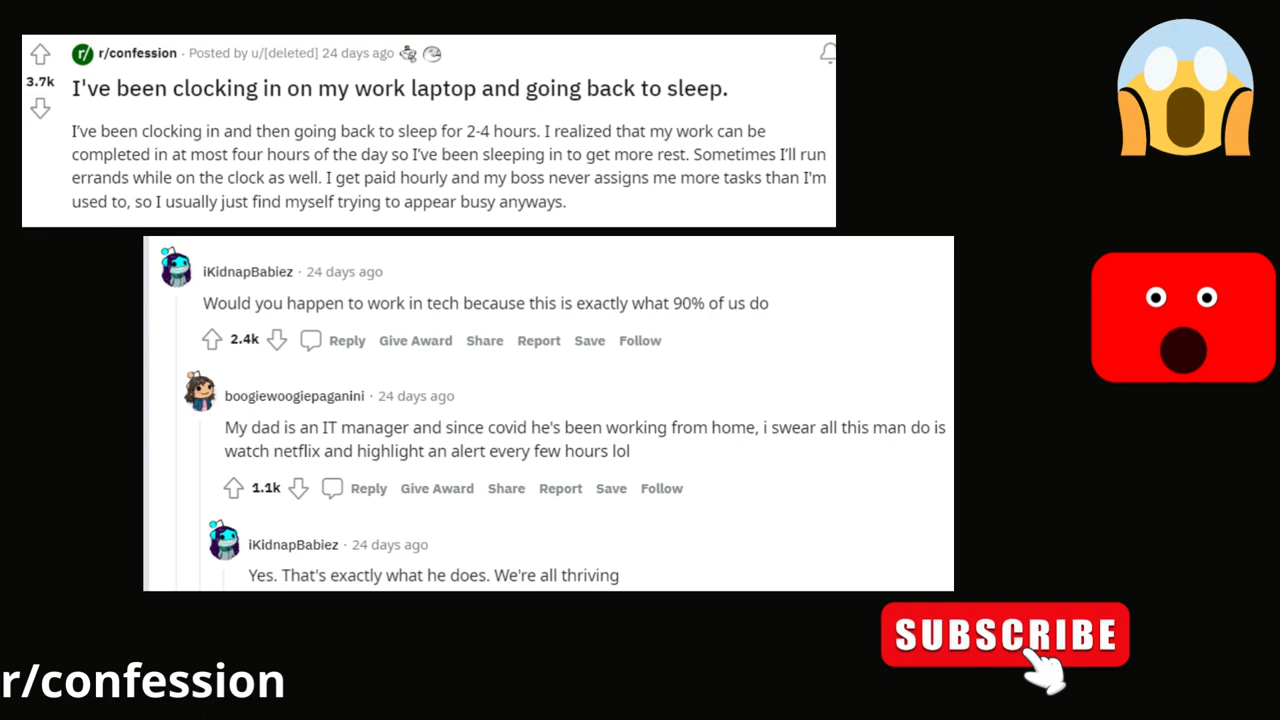 r/confession · Posted by u/[deleted] 24 days ago
3.7k
I've been clocking in on my work laptop and going back to sleep.
I've been clocking in and then going back to sleep for 2-4 hours. I realized that my work can be
completed in at most four hours of the day so I've been sleeping in to get more rest. Sometimes I'll run
errands while on the clock as well. I get paid hourly and my boss never assigns me more tasks than I'm
used to, so I usually just find myself trying to appear busy anyways.
iKidnapBabiez · 24 days ago
Would you happen to work in tech because this is exactly what 90% of us do
2.4k Reply Give Award Share Report Save Follow
boogiewoogiepaganini · 24 days ago
My dad is an IT manager and since covid he's been working from home, i swear all this man do is
watch netflix and highlight an alert every few hours lol
1.1k Reply Give Award Share Report Save Follow
iKidnapBabiez · 24 days ago
Yes. That's exactly what he does. We're all thriving
SUBSCRIBE
r/confession